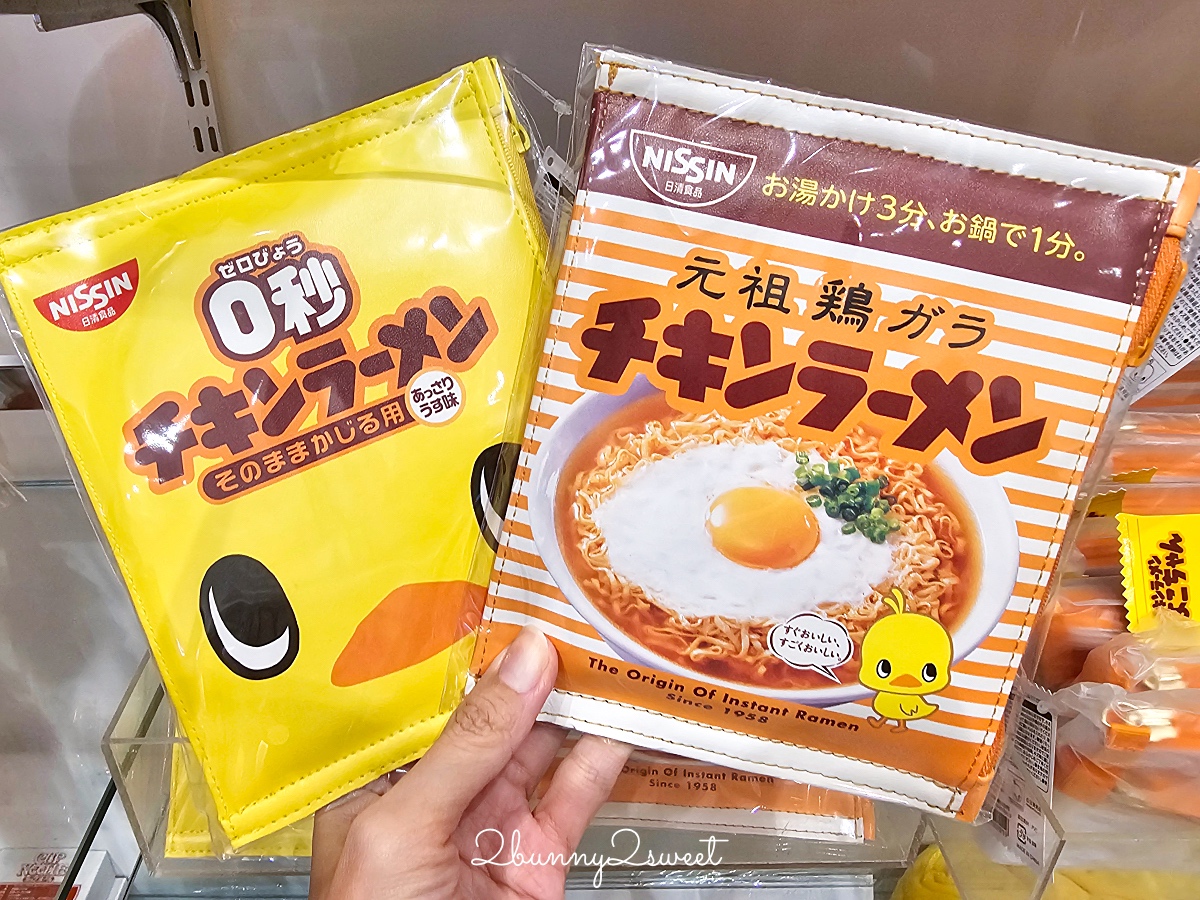 NISSIN
日清食品
ゼロびょう
0秒
チキンラーメン
そのままかじる用
あっさり
うす味
NISSIN
日清食品
お湯かけ3分、お鍋で1分。
元祖鶏ガラ
チキンラーメン
すぐおいしい、
すごくおいしい。
The Origin Of Instant Ramen
Since 1958
Origin Of Instant Ramen
Since 1958
CUP
NOODLE
2bunny2sweet